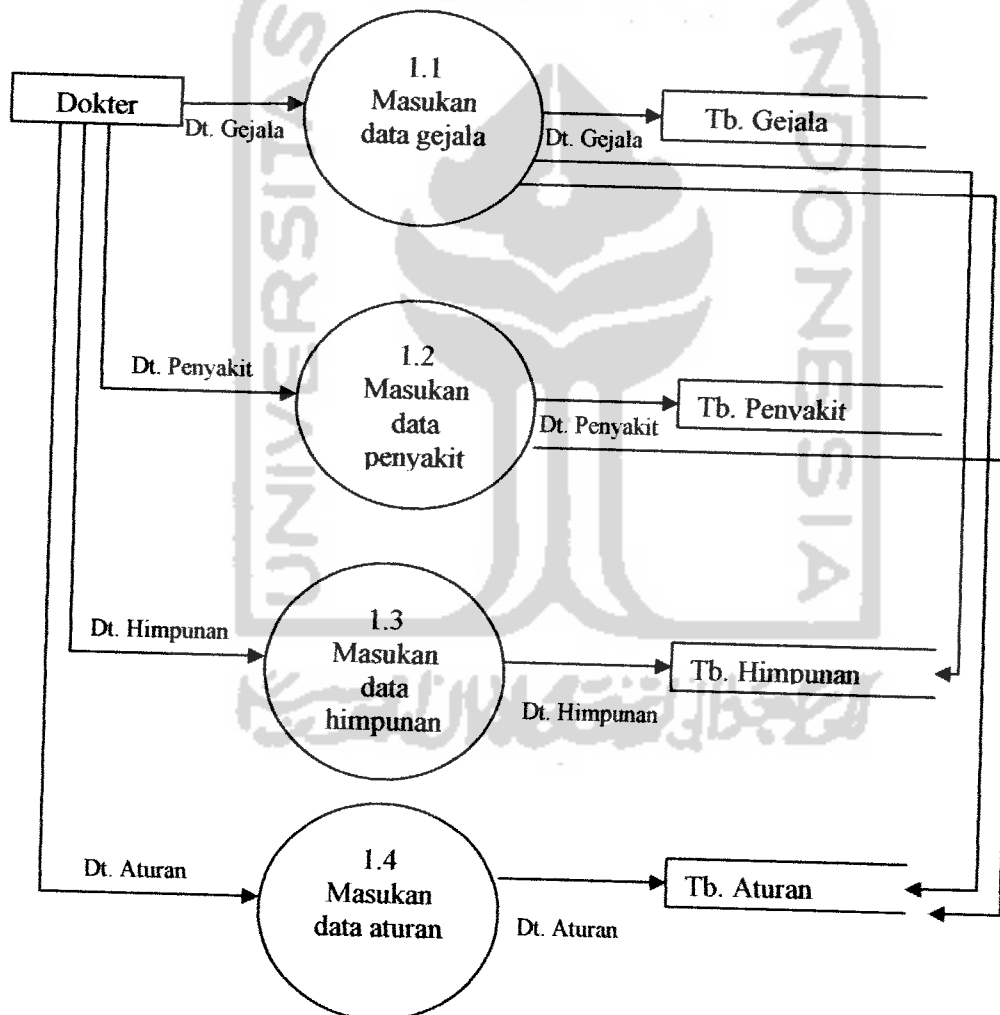 Dokter
Dt. Gejala
1.1
Masukan
data gejala
Dt. Gejala
Tb. Gejala
Dt. Penyakit
1.2
Masukan
data
penyakit
Dt. Penyakit
Tb. Penyakit
Dt. Himpunan
1.3
Masukan
data
himpunan
Dt. Himpunan
Tb. Himpunan
Dt. Aturan
1.4
Masukan
data aturan
Dt. Aturan
Tb. Aturan
UNIVERSITAS
INDONESIA